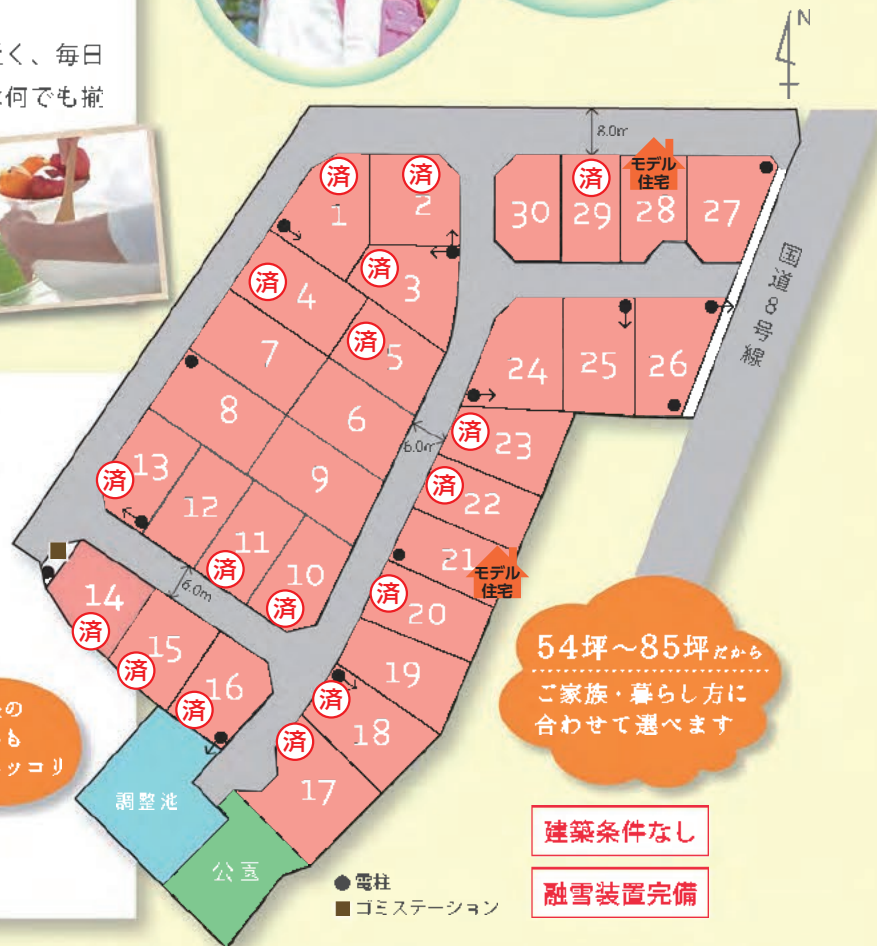 く、毎日
何でも揃
N
8.0m
済
1
済
2
済
3
済
4
済
5
6
7
8
9
済
10
済
11
12
済
13
済
14
済
15
済
16
済
17
済
18
19
済
20
21
モデル
住宅
済
22
済
23
24
25
26
27
モデル
住宅
28
済
29
30
6.0m
6.0m
国道8号線
54坪～85坪だから
ご家族・暮らし方に
合わせて選べます
の
も
ッコリ
調整池
公園
●電柱
■ゴミステーション
建築条件なし
融雪装置完備